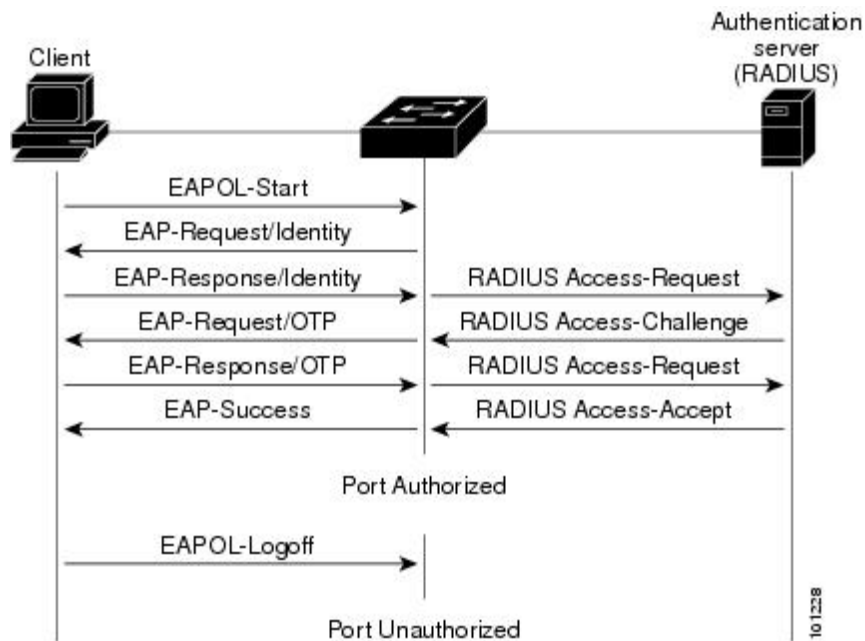 Authentication
server
(RADIUS)
Client
EAPOL-Start
EAP-Request/Identity
EAP-Response/Identity
RADIUS Access-Request
EAP-Request/OTP
RADIUS Access-Challenge
EAP-Response/OTP
RADIUS Access-Request
EAP-Success
RADIUS Access-Accept
Port Authorized
EAPOL-Logoff
Port Unauthorized
101228